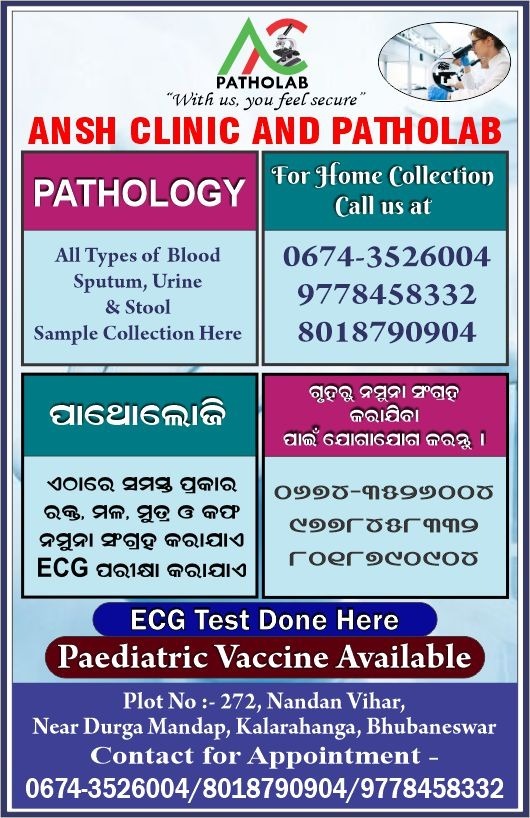 PATHOLAB
“With us, you feel secure”
ANSH CLINIC AND PATHOLAB
PATHOLOGY
All Types of Blood
Sputum, Urine
& Stool
Sample Collection Here
For Home Collection
Call us at
0674-3526004
9778458332
8018790904
ପାଥୋଲୋଜି
ଏଠାରେ ସମସ୍ତ ପ୍ରକାର
ରକ୍ତ, ମଳ, ମୁତ୍ର ଓ କଫ
ନମୁନା ସଂଗ୍ରହ କରାଯାଏ
ECG ପରୀକ୍ଷା କରାଯାଏ
ଗୃହରୁ ନମୁନା ସଂଗ୍ରହ
କରାଯିବା
ପାଇଁ ଯୋଗାଯୋଗ କରନ୍ତୁ ।
୦୬୭୪-୩୫୨୬୦୦୪
୯୭୭୮୪୫୮୩୩୨
୮୦୧୮୭୯୦୯୦୪
ECG Test Done Here
Paediatric Vaccine Available
Plot No :- 272, Nandan Vihar,
Near Durga Mandap, Kalarahanga, Bhubaneswar
Contact for Appointment -
0674-3526004/8018790904/9778458332